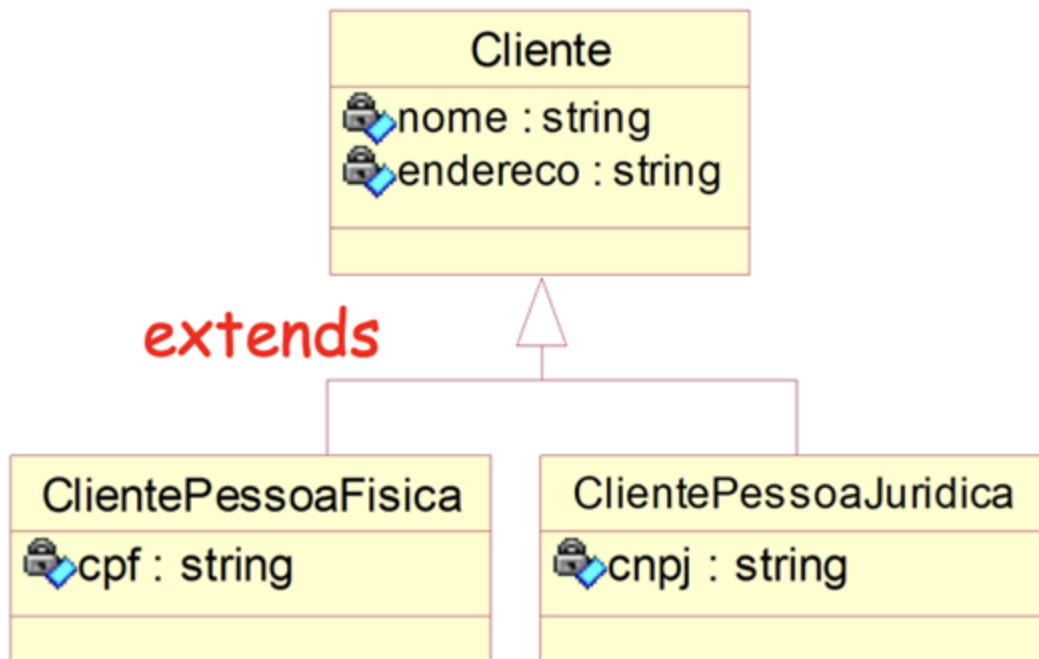 Cliente
nome : string
endereco : string
extends
ClientePessoaFisica
cpf : string
ClientePessoaJuridica
cnpj : string